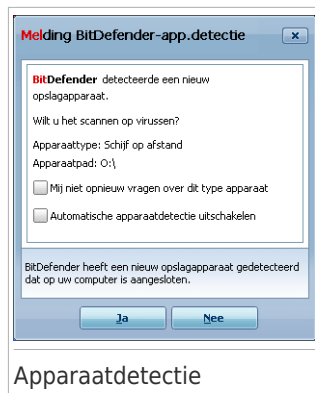 Melding BitDefender-app.detectie
BitDefender detecteerde een nieuw
opslagapparaat.
Wilt u het scannen op virussen?
Apparaattype: Schijf op afstand
Apparaatpad: O:\
Mij niet opnieuw vragen over dit type apparaat
Automatische apparaatdetectie uitschakelen
BitDefender heeft een nieuw opslagapparaat gedetecteerd
dat op uw computer is aangesloten.
Ja Nee
Apparaatdetectie